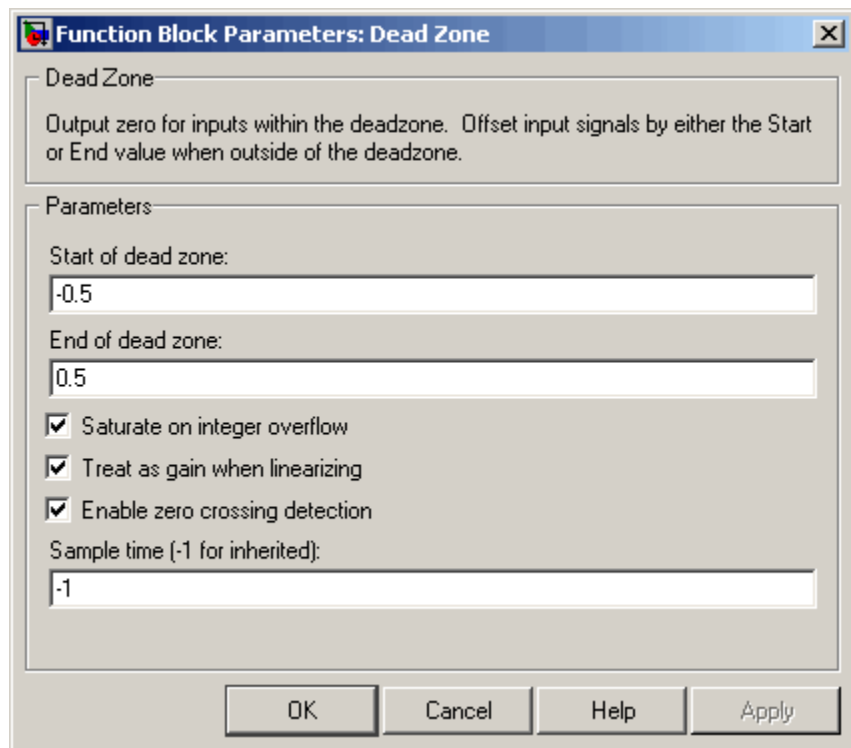 Function Block Parameters: Dead Zone
Dead Zone
Output zero for inputs within the deadzone.  Offset input signals by either the Start
or End value when outside of the deadzone.
Parameters
Start of dead zone:
-0.5
End of dead zone:
0.5
Saturate on integer overflow
Treat as gain when linearizing
Enable zero crossing detection
Sample time (-1 for inherited):
-1
OK Cancel Help Apply